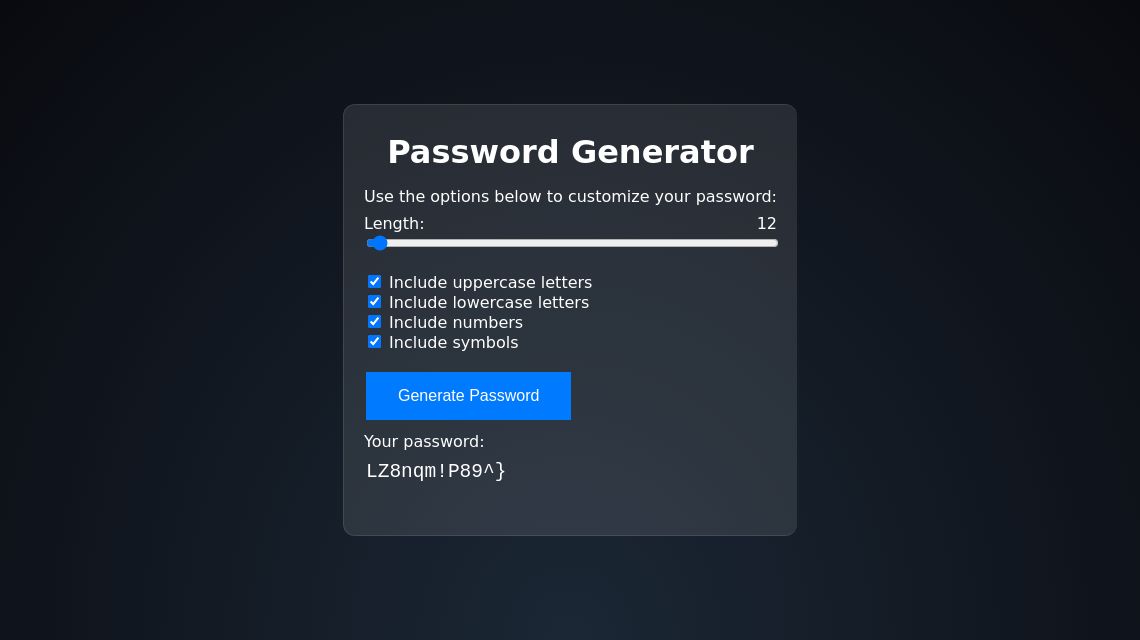 Password Generator
Use the options below to customize your password:
Length: 12
Include uppercase letters
Include lowercase letters
Include numbers
Include symbols
Generate Password
Your password:
LZ8nqm!P89^}